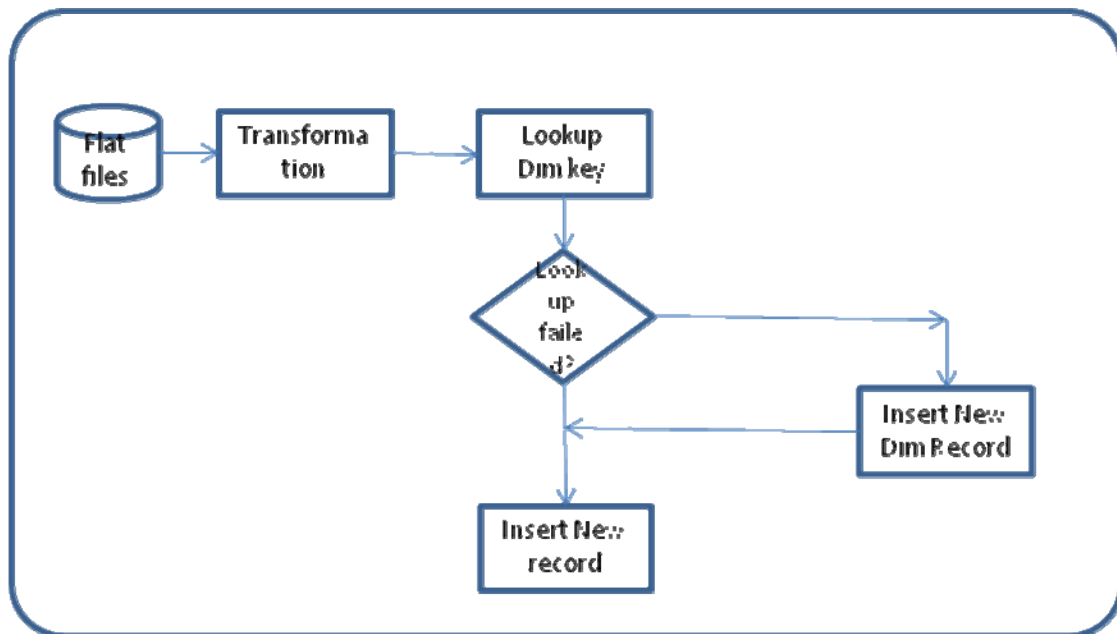 Flat
files
Transforma
tion
Lookup
Dim key
Look
up
faile
d?
Insert New
Dim Record
Insert New
record